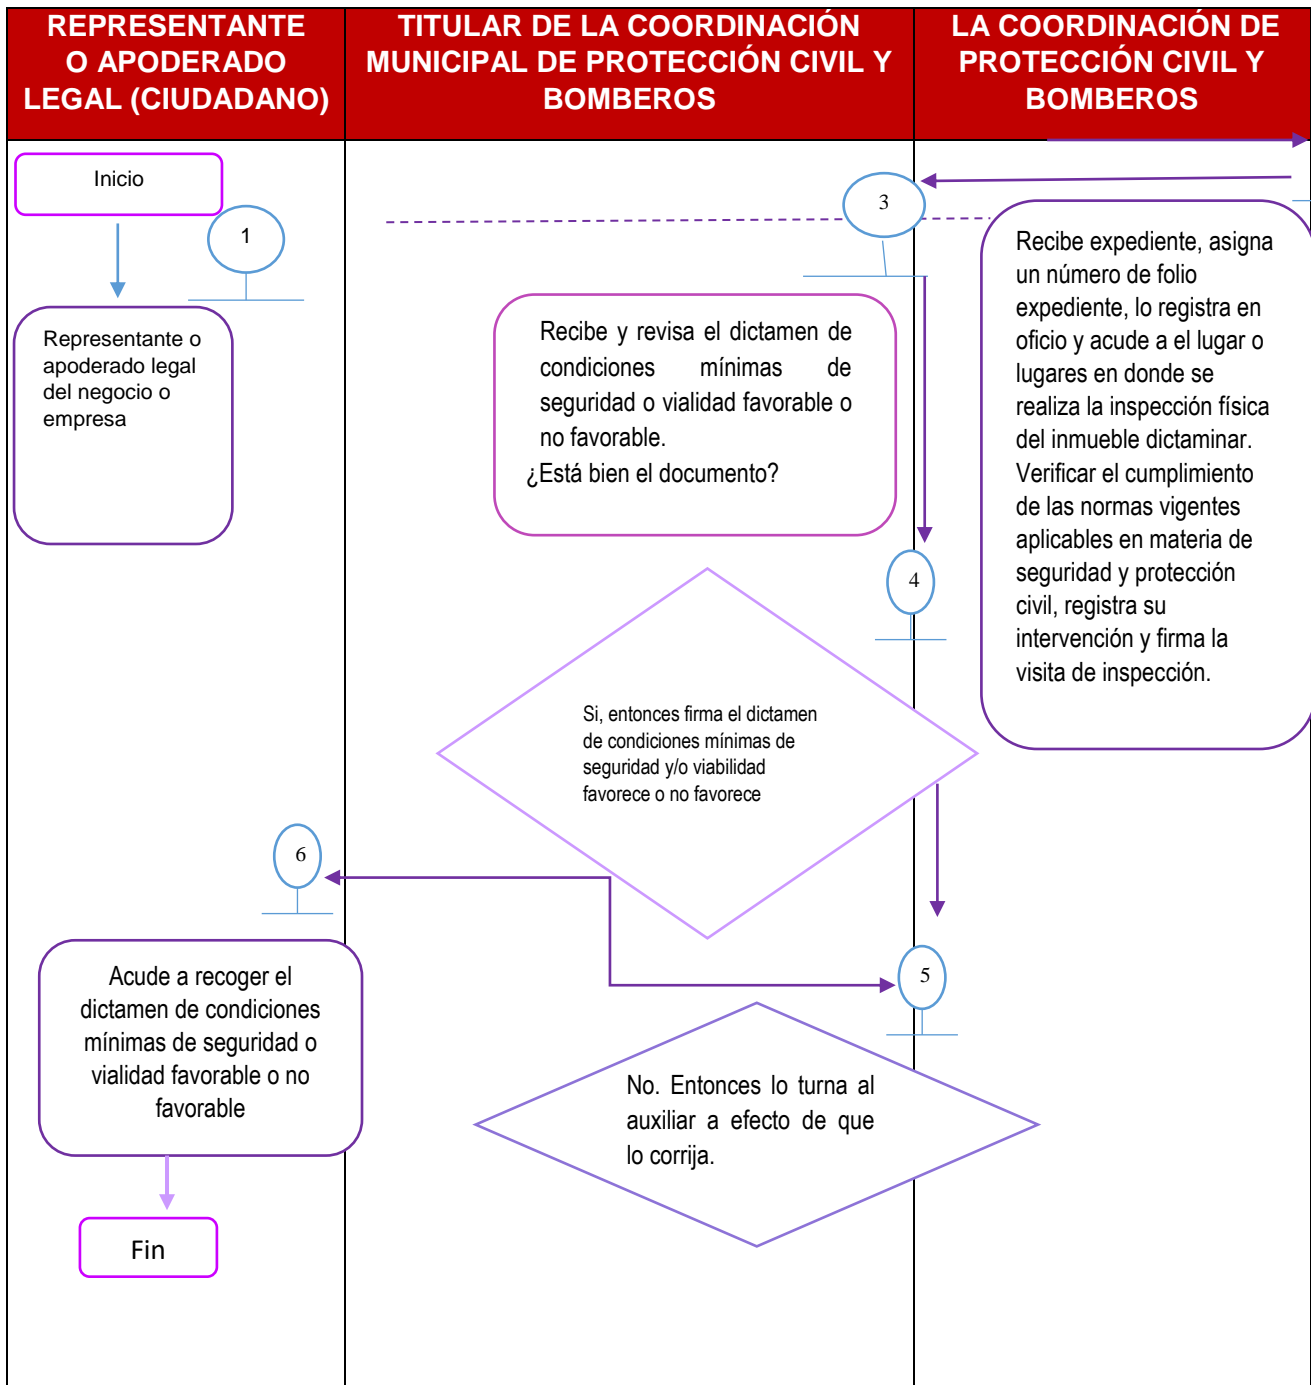 REPRESENTANTE
O APODERADO
LEGAL (CIUDADANO)
TITULAR DE LA COORDINACIÓN
MUNICIPAL DE PROTECCIÓN CIVIL Y
BOMBEROS
LA COORDINACIÓN DE
PROTECCIÓN CIVIL Y
BOMBEROS
Inicio
1
Representante o
apoderado legal
del negocio o
empresa
3
Recibe y revisa el dictamen de
condiciones mínimas de
seguridad o vialidad favorable o
no favorable.
¿Está bien el documento?
Recibe expediente, asigna
un número de folio
expediente, lo registra en
oficio y acude a el lugar o
lugares en donde se
realiza la inspección física
del inmueble dictaminar.
Verificar el cumplimiento
de las normas vigentes
aplicables en materia de
seguridad y protección
civil, registra su
intervención y firma la
visita de inspección.
4
Si, entonces firma el dictamen
de condiciones mínimas de
seguridad y/o viabilidad
favorece o no favorece
6
5
Acude a recoger el
dictamen de condiciones
mínimas de seguridad o
vialidad favorable o no
favorable
No. Entonces lo turna al
auxiliar a efecto de que
lo corrija.
Fin